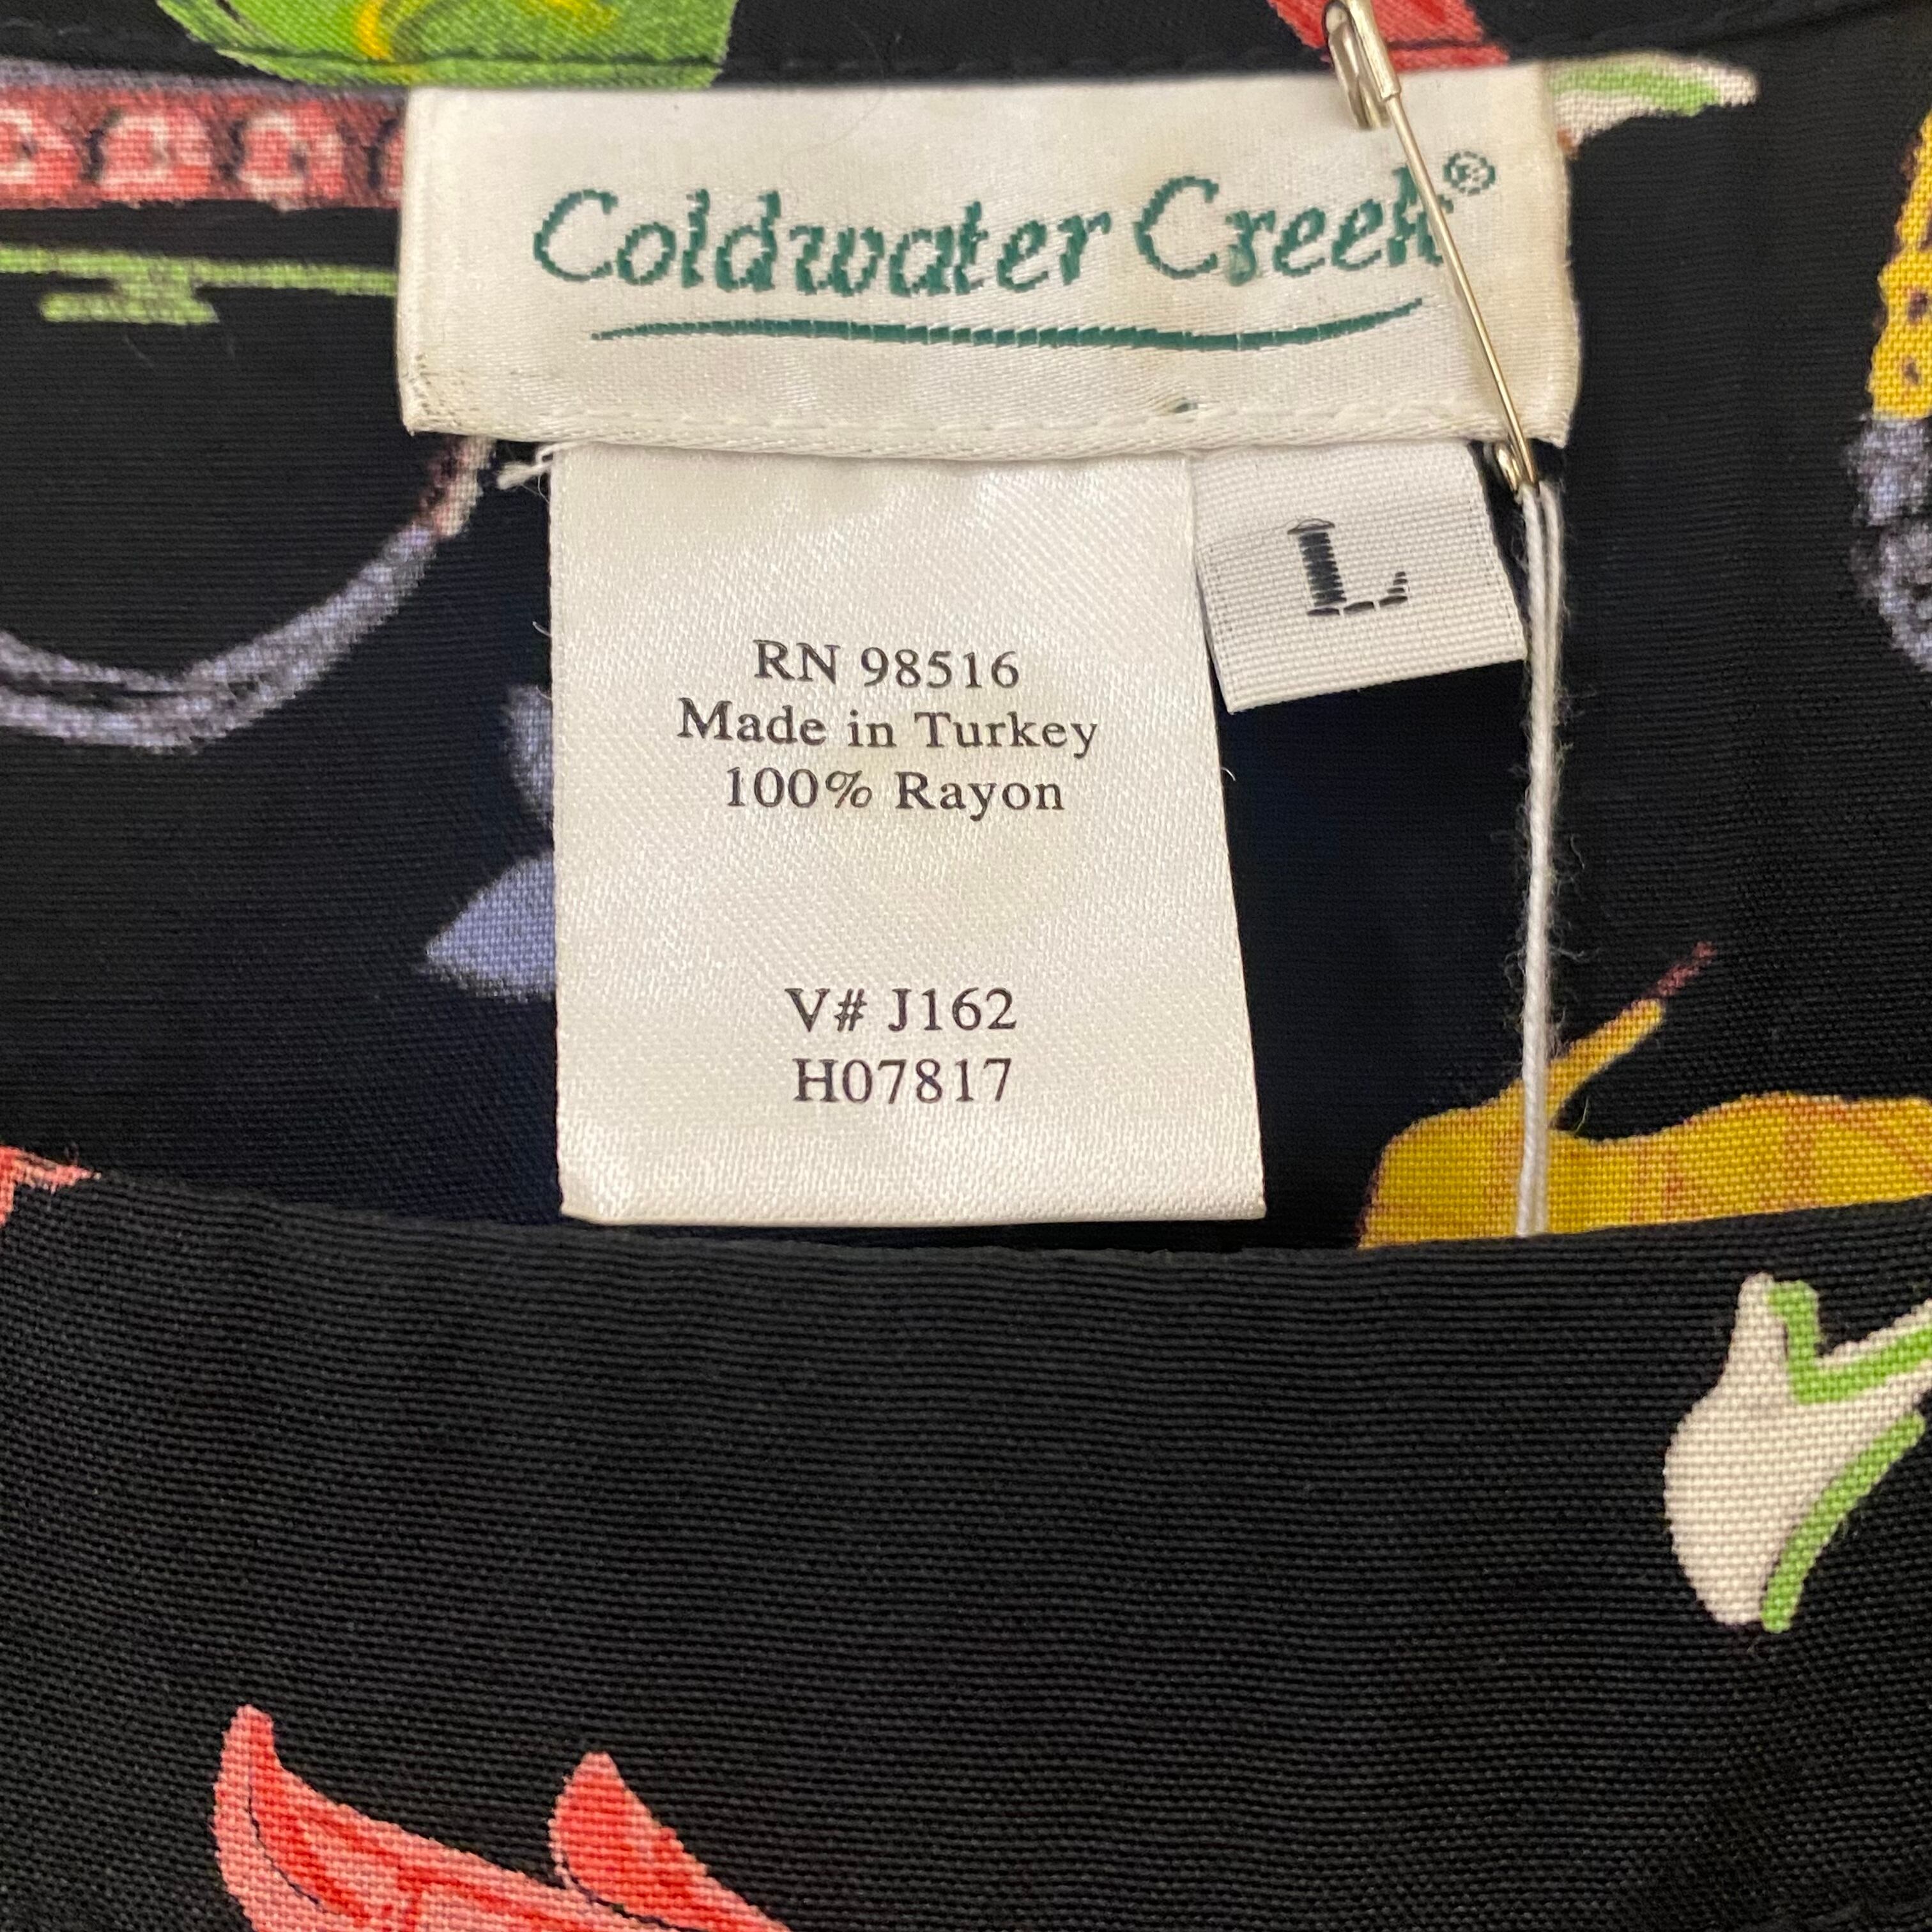 Coldwater Creek®
L
RN 98516
Made in Turkey
100% Rayon
V# J162
H07817